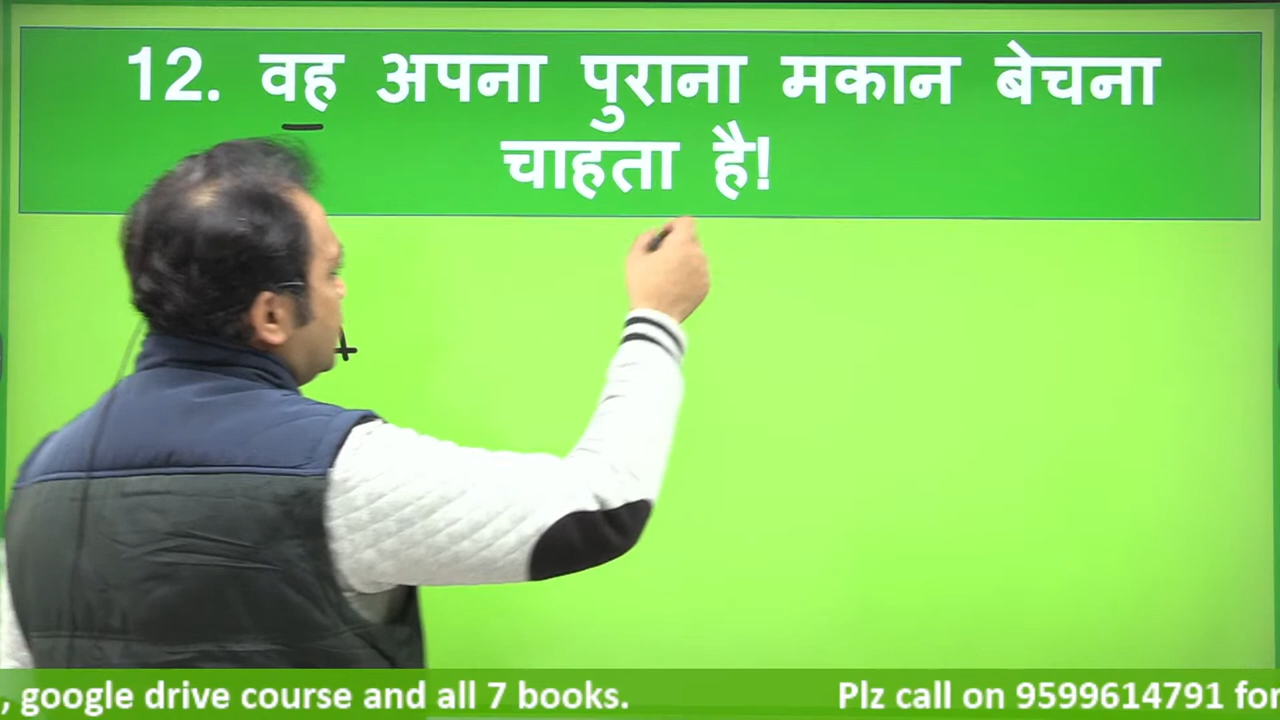 12. वह अपना पुराना मकान बेचना
चाहता है!
, google drive course and all 7 books. Plz call on 9599614791 for